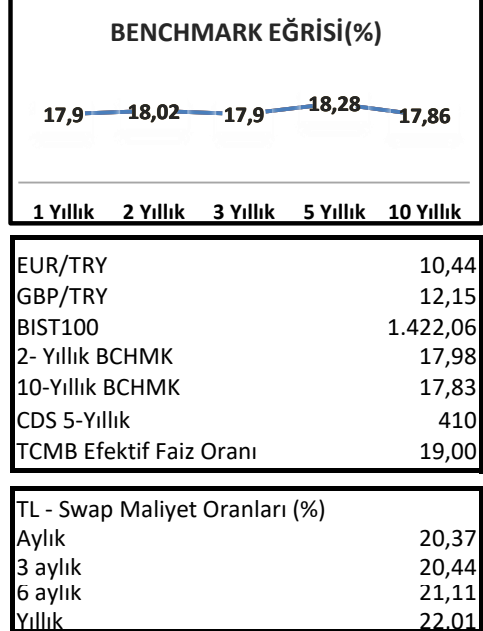 BENCHMARK EĞRİSİ(%)
17,9 18,02 17,9 18,28 17,86
1 Yıllık 2 Yıllık 3 Yıllık 5 Yıllık 10 Yıllık
EUR/TRY 10,44
GBP/TRY 12,15
BIST100 1.422,06
2- Yıllık BCHMK 17,98
10-Yıllık BCHMK 17,83
CDS 5-Yıllık 410
TCMB Efektif Faiz Oranı 19,00
TL - Swap Maliyet Oranları (%)
Aylık 20,37
3 aylık 20,44
6 aylık 21,11
Yıllık 22,01